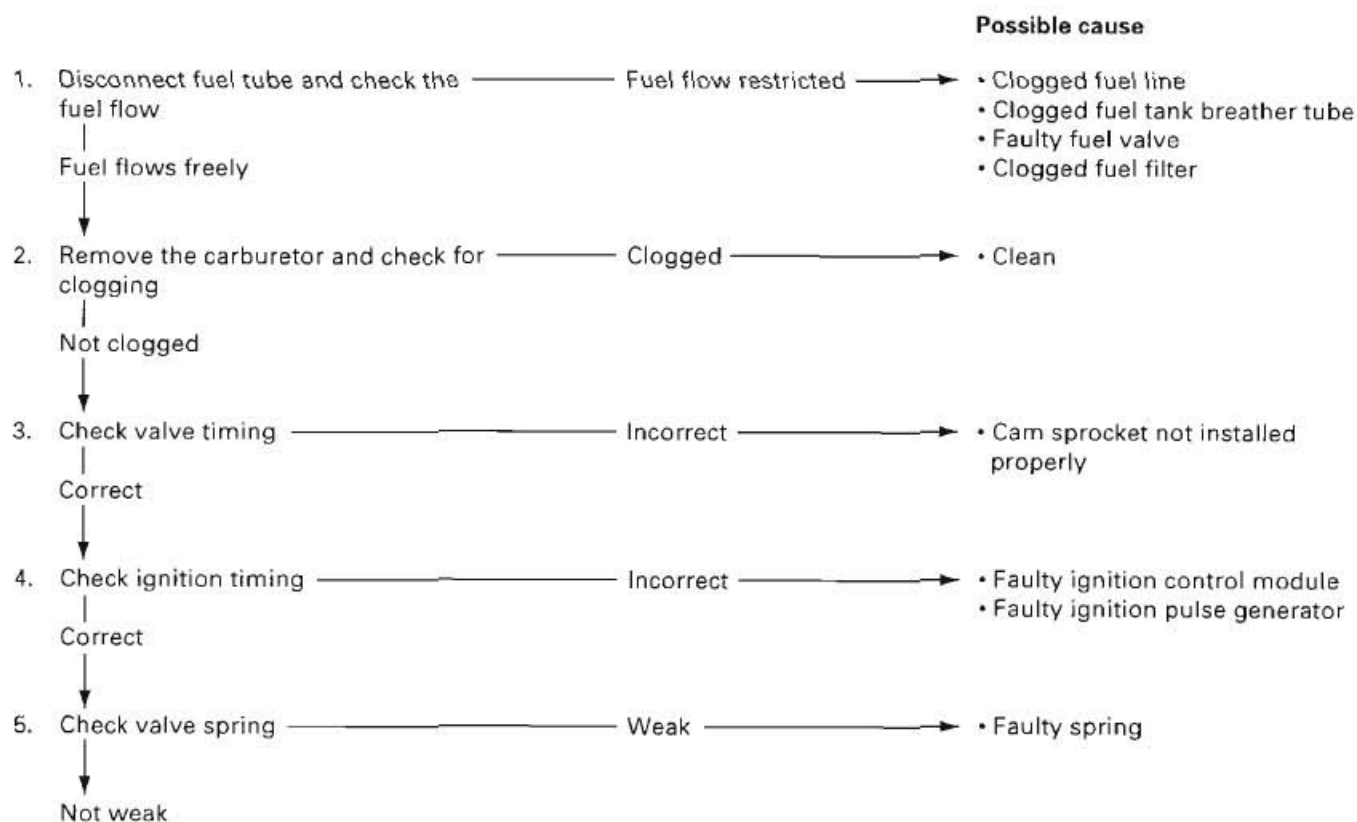 Possible cause
1. Disconnect fuel tube and check the fuel flow
Fuel flow restricted
• Clogged fuel line
• Clogged fuel tank breather tube
• Faulty fuel valve
• Clogged fuel filter
Fuel flows freely
2. Remove the carburetor and check for clogging
Clogged
• Clean
Not clogged
3. Check valve timing
Incorrect
• Cam sprocket not installed properly
Correct
4. Check ignition timing
Incorrect
• Faulty ignition control module
• Faulty ignition pulse generator
Correct
5. Check valve spring
Weak
• Faulty spring
Not weak